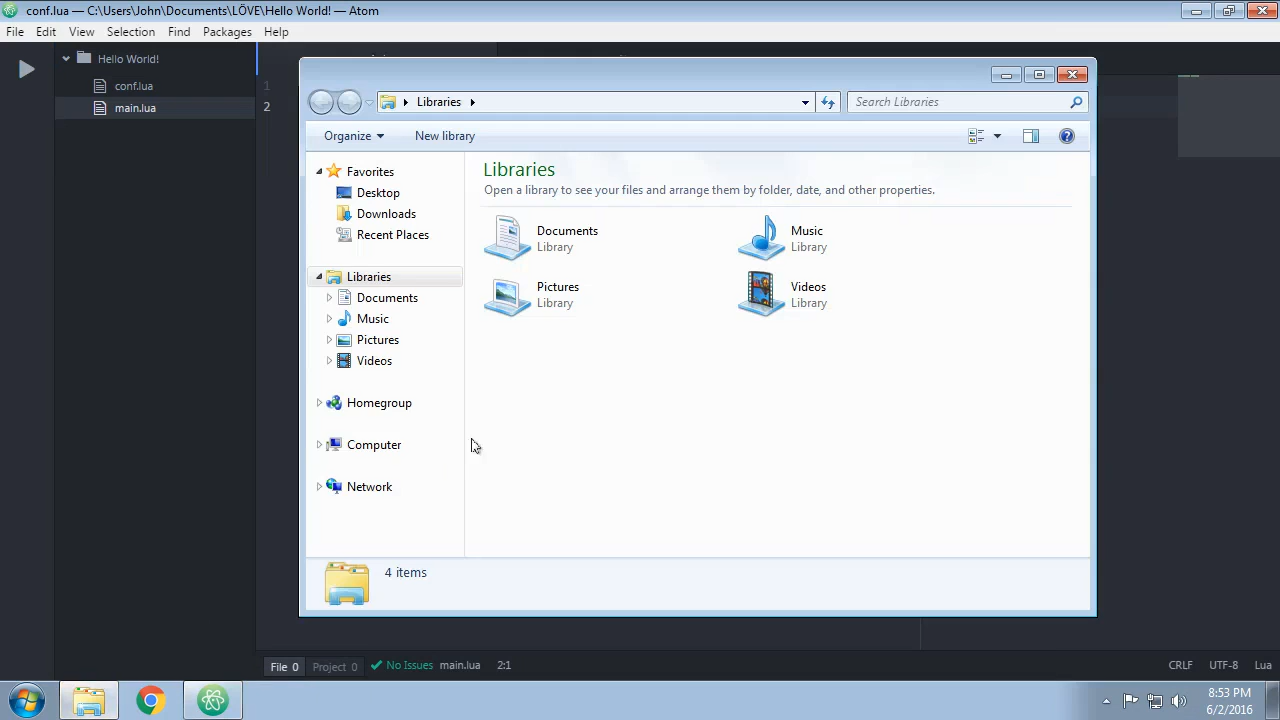 conf.lua — C:\Users\John\Documents\LÖVE\Hello World! — Atom
File Edit View Selection Find Packages Help
Hello World!
conf.lua
main.lua
1
2
Libraries
Search Libraries
Organize New library
Favorites
Desktop
Downloads
Recent Places
Libraries
Documents
Music
Pictures
Videos
Homegroup
Computer
Network
Libraries
Open a library to see your files and arrange them by folder, date, and other properties.
Documents
Library
Music
Library
Pictures
Library
Videos
Library
4 items
File 0 Project 0 No Issues main.lua 2:1 CRLF UTF-8 Lua
8:53 PM
6/2/2016